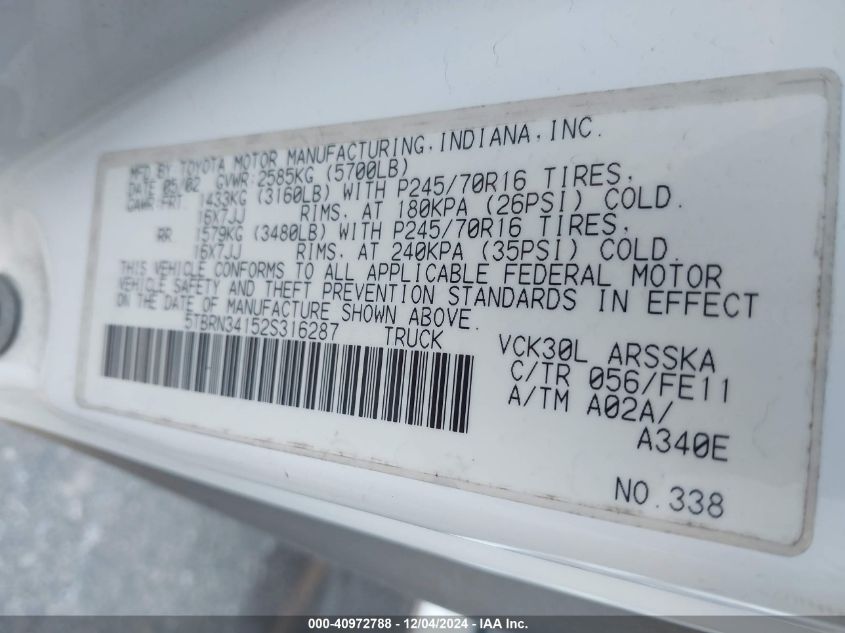 MFD.BY TOYOTA MOTOR MANUFACTURING, INDIANA, INC.
DATE 05/02 GVWR:2585KG (5700LB)
GAWR:FRT. 1433KG (3160LB) WITH P245/70R16 TIRES,
16X7JJ RIMS, AT 180KPA (26PSI) COLD.
RR. 1579KG (3480LB) WITH P245/70R16 TIRES,
16X7JJ RIMS, AT 240KPA (35PSI) COLD.
THIS VEHICLE CONFORMS TO ALL APPLICABLE FEDERAL MOTOR
VEHICLE SAFETY AND THEFT PREVENTION STANDARDS IN EFFECT
ON THE DATE OF MANUFACTURE SHOWN ABOVE.
5TBRN34152S316287 TRUCK
VCK30L ARSSKA
C/TR 056/FE11
A/TM A02A/
A340E
NO.338
000-40972788 - 12/04/2024 - IAA Inc.